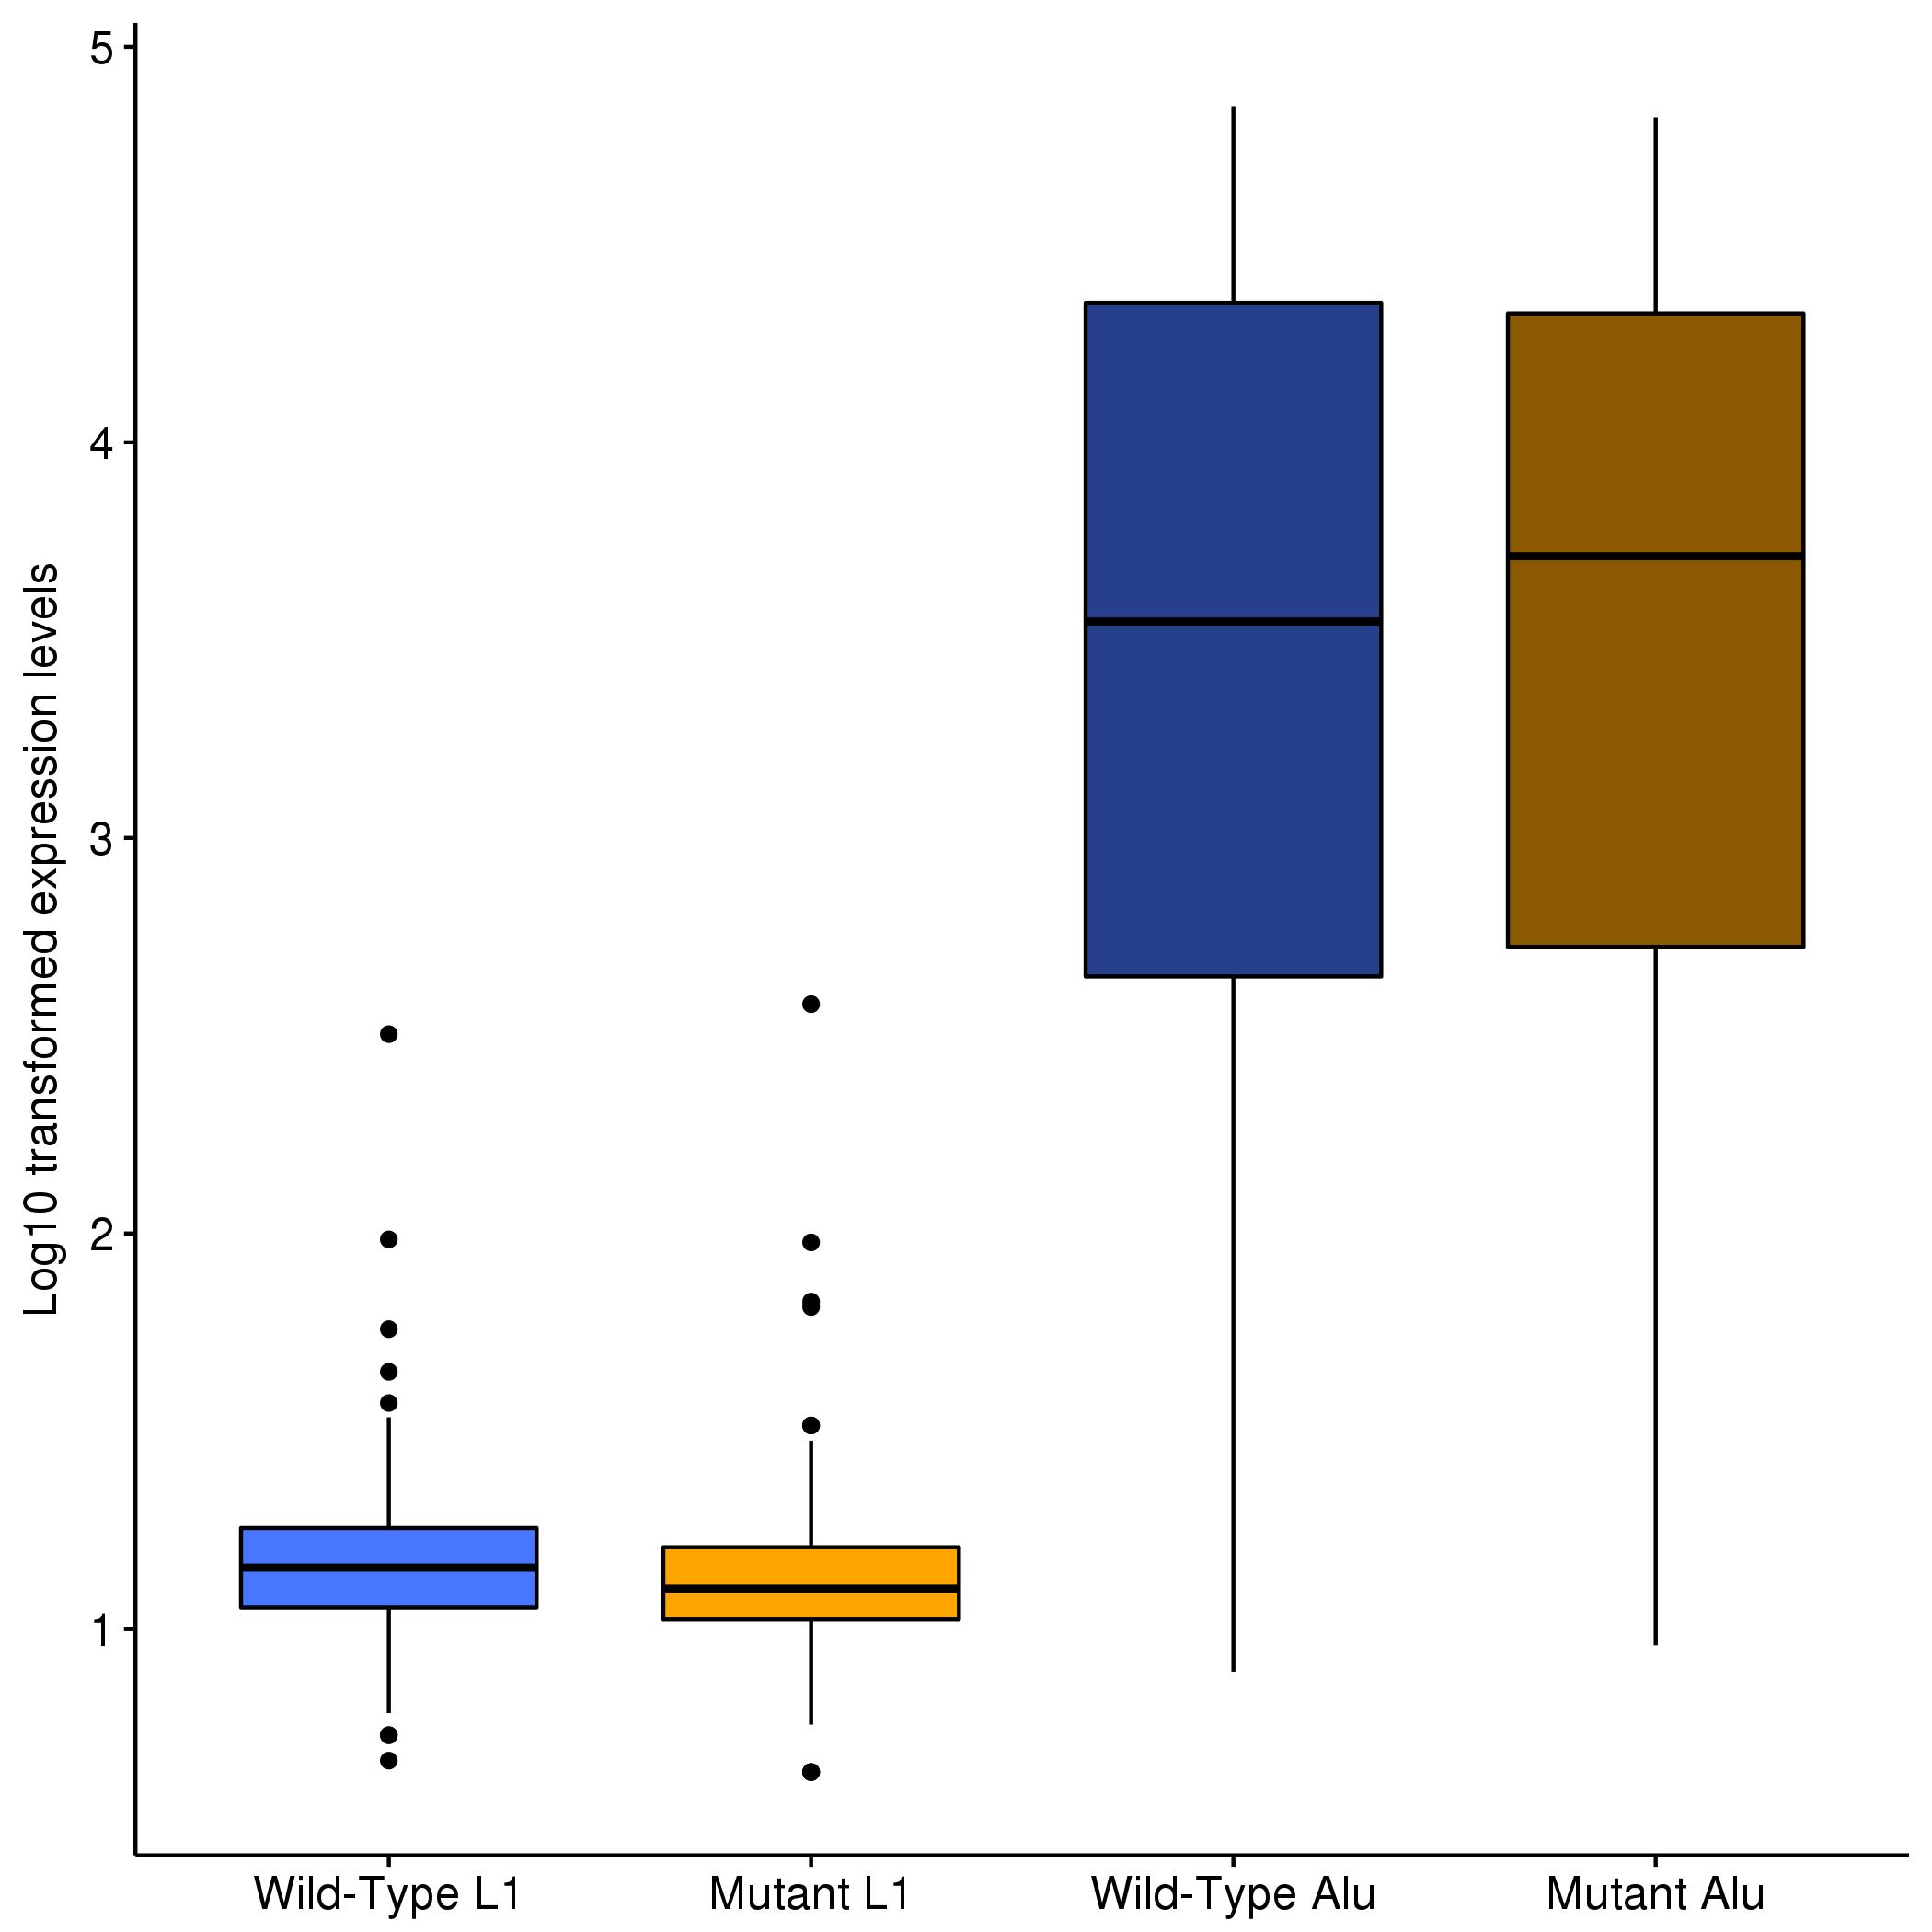 Log10 transformed expression levels
5
4
3
2
1
Wild-Type L1
Mutant L1
Wild-Type Alu
Mutant Alu